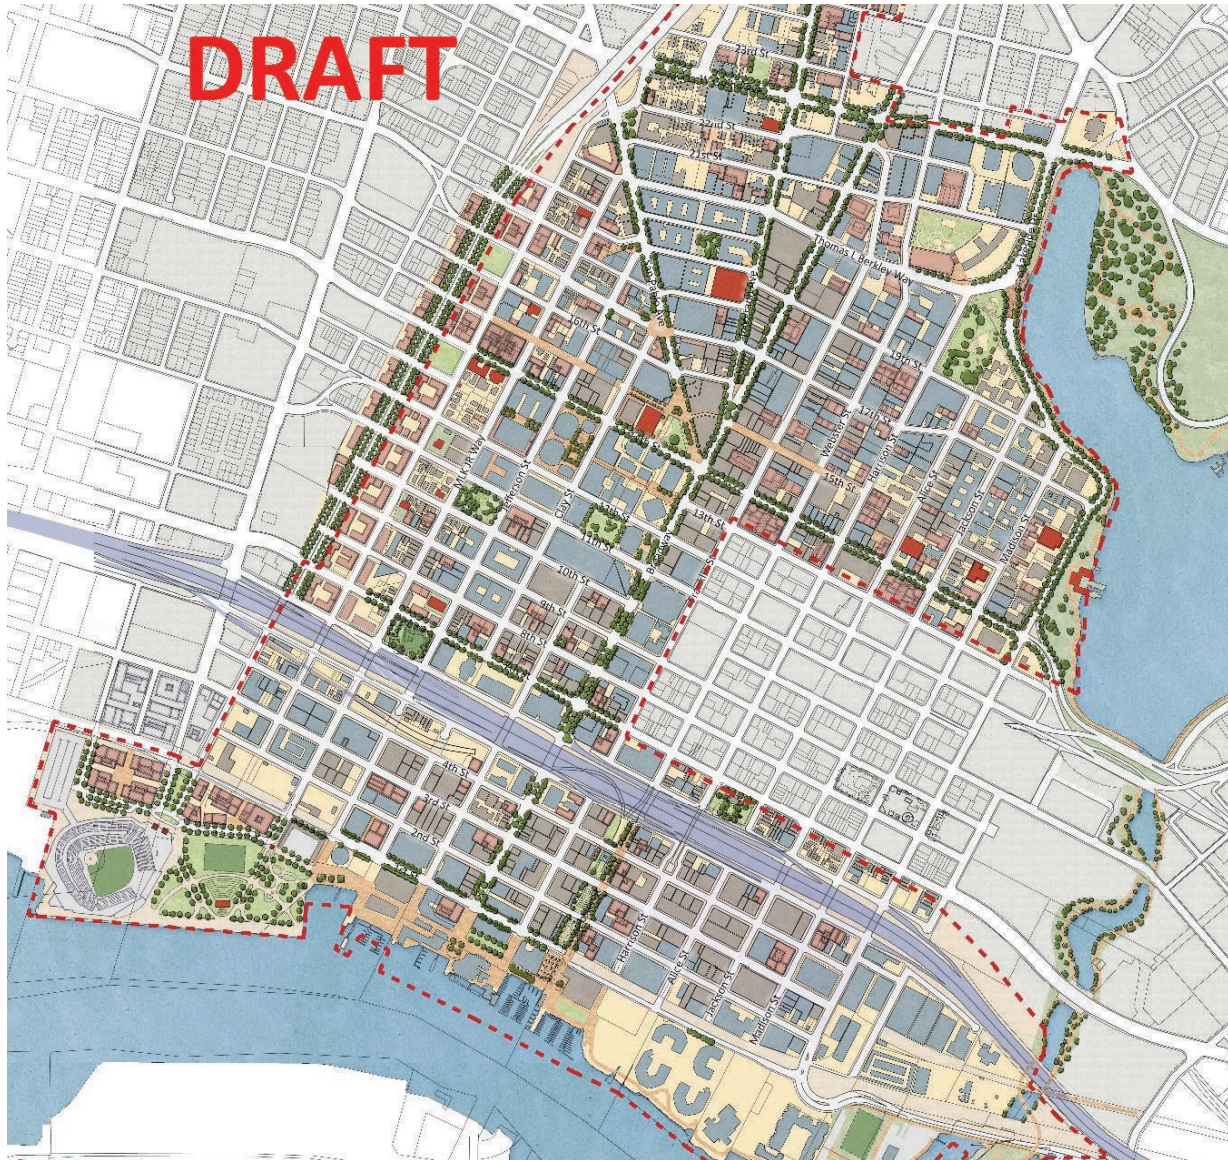 DRAFT
23rd St
22nd St
21st St
Thomas L Berkley Way
16th St
19th St
17th St
Webster St
Harrison St
15th St
Alice St
Jackson St
Madison St
MLK Jr Way
Jefferson St
Clay St
13th St
11th St
10th St
9th St
8th St
4th St
3rd St
2nd St
Harrison St
Alice St
Jackson St
Madison St